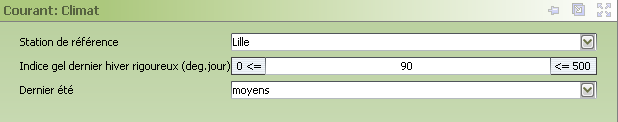 Courant: Climat
Station de référence Lille
Indice gel dernier hiver rigoureux (deg.jour) 0 <= 90 <= 500
Dernier été moyens